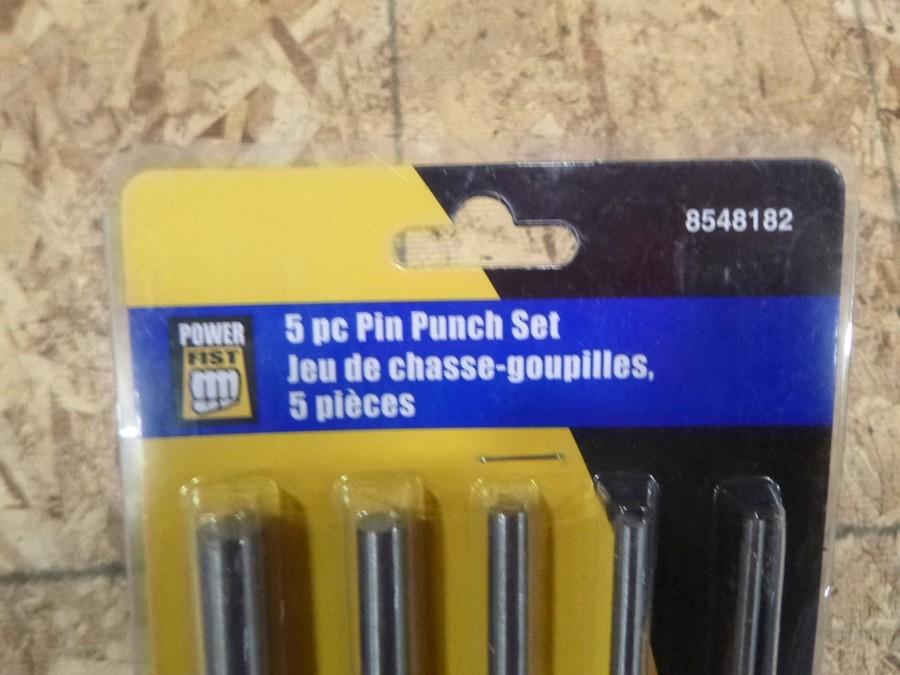 8548182
POWER
FIST
5 pc Pin Punch Set
Jeu de chasse-goupilles,
5 pièces